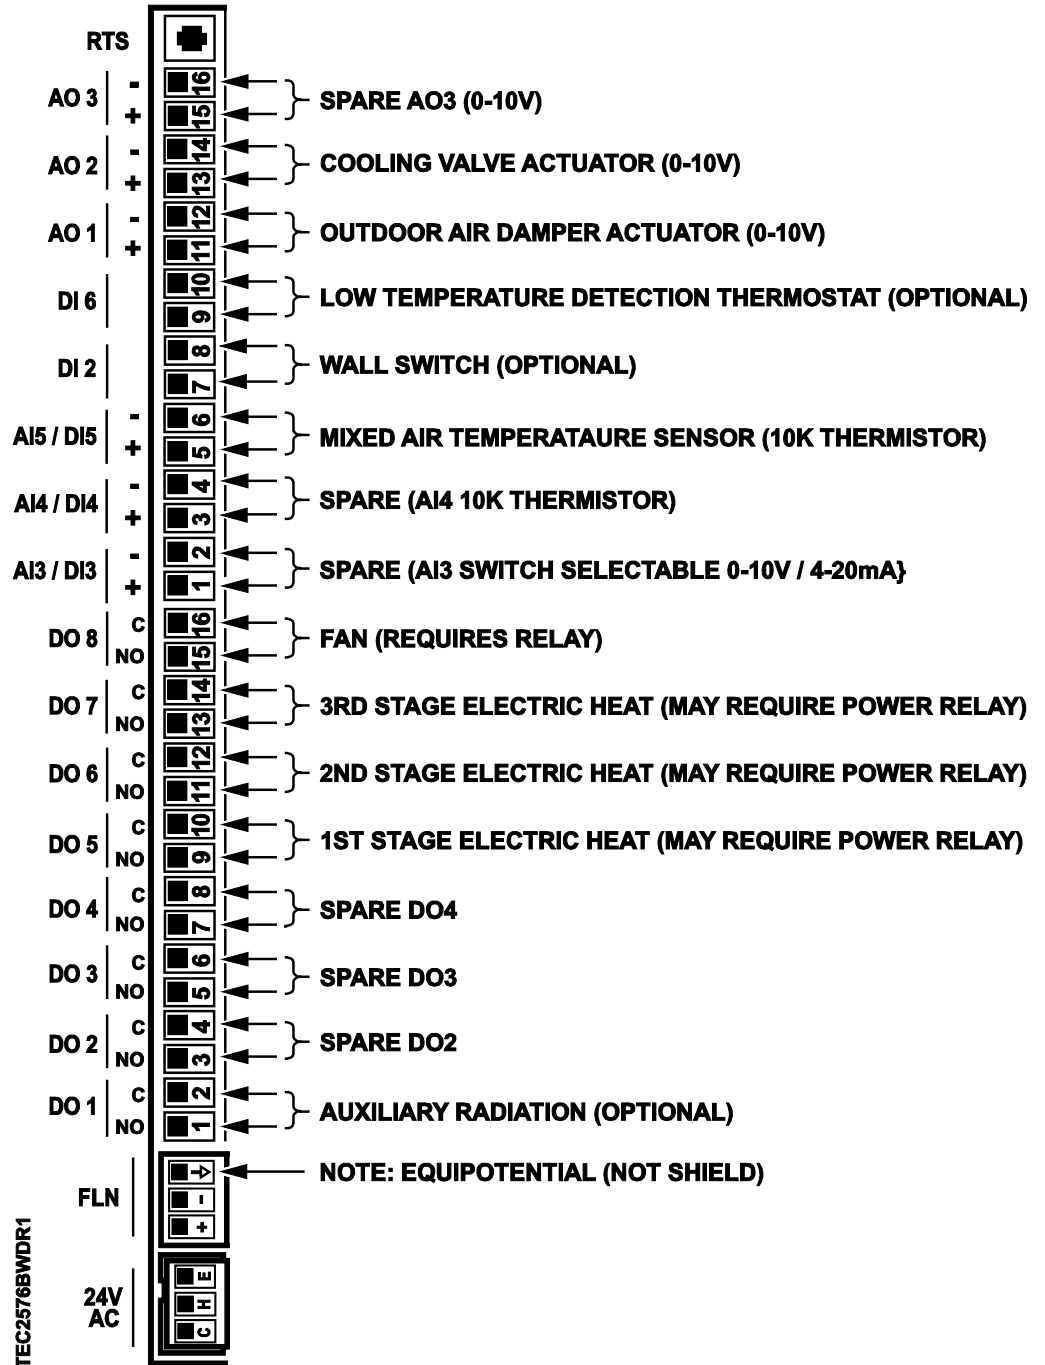 RTS
AO 3 - 16
+ 15
SPARE AO3 (0-10V)
AO 2 - 14
+ 13
COOLING VALVE ACTUATOR (0-10V)
AO 1 - 12
+ 11
OUTDOOR AIR DAMPER ACTUATOR (0-10V)
DI 6 10
9
LOW TEMPERATURE DETECTION THERMOSTAT (OPTIONAL)
DI 2 8
7
WALL SWITCH (OPTIONAL)
AI5 / DI5 - 6
+ 5
MIXED AIR TEMPERATAURE SENSOR (10K THERMISTOR)
AI4 / DI4 - 4
+ 3
SPARE (AI4 10K THERMISTOR)
AI3 / DI3 - 2
+ 1
SPARE (AI3 SWITCH SELECTABLE 0-10V / 4-20mA}
DO 8 C 16
NO 15
FAN (REQUIRES RELAY)
DO 7 C 14
NO 13
3RD STAGE ELECTRIC HEAT (MAY REQUIRE POWER RELAY)
DO 6 C 12
NO 11
2ND STAGE ELECTRIC HEAT (MAY REQUIRE POWER RELAY)
DO 5 C 10
NO 9
1ST STAGE ELECTRIC HEAT (MAY REQUIRE POWER RELAY)
DO 4 C 8
NO 7
SPARE DO4
DO 3 C 6
NO 5
SPARE DO3
DO 2 C 4
NO 3
SPARE DO2
DO 1 C 2
NO 1
AUXILIARY RADIATION (OPTIONAL)
NOTE: EQUIPOTENTIAL (NOT SHIELD)
FLN
-
+
24V
AC
E
H
C
TEC2576BWDR1